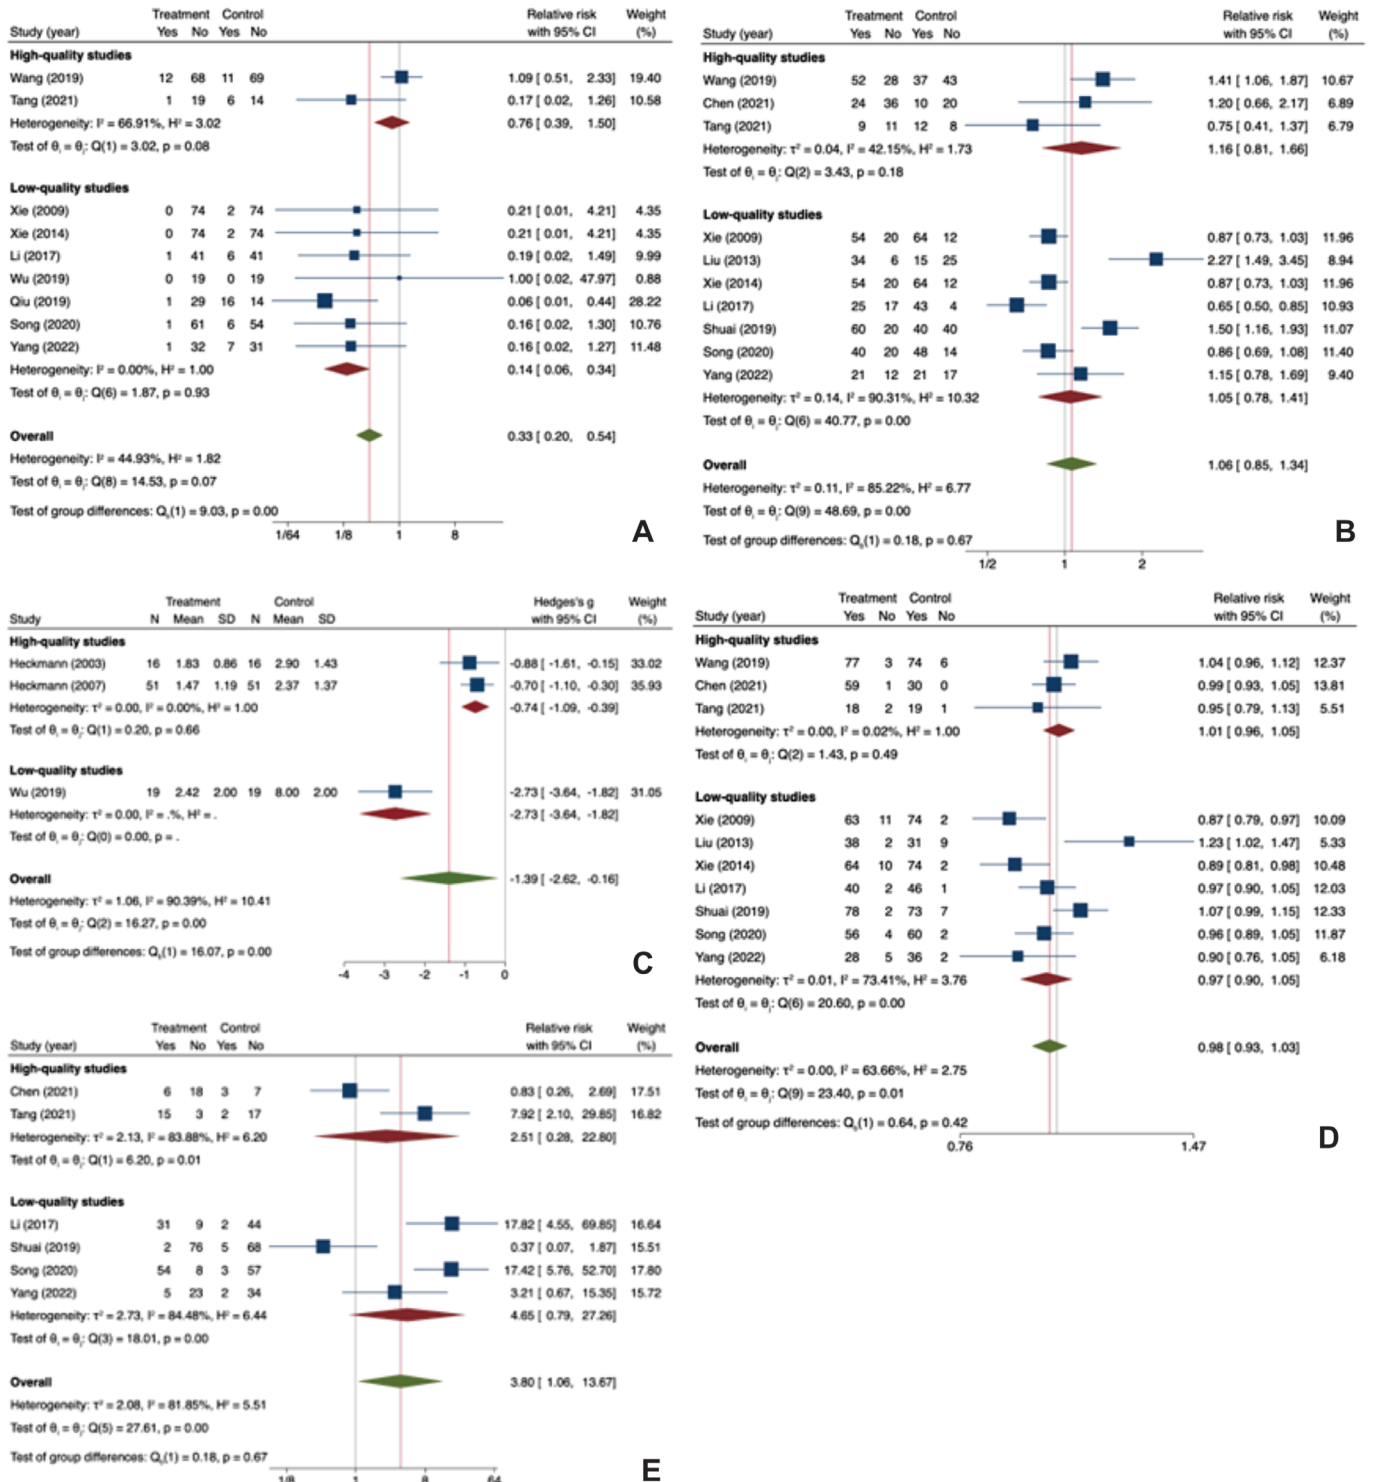 Treatment Control Relative risk Weight
Study (year) Yes No Yes No with 95% CI (%)
High-quality studies
Wang (2019) 12 68 11 69 1.09 [ 0.51, 2.33] 19.40
Tang (2021) 1 19 6 14 0.17 [ 0.02, 1.26] 10.58
Heterogeneity: I² = 66.91%, H² = 3.02 0.76 [ 0.39, 1.50]
Test of θᵢ = θⱼ: Q(1) = 3.02, p = 0.08
Low-quality studies
Xie (2009) 0 74 2 74 0.21 [ 0.01, 4.21] 4.35
Xie (2014) 0 74 2 74 0.21 [ 0.01, 4.21] 4.35
Li (2017) 1 41 6 41 0.19 [ 0.02, 1.49] 9.99
Wu (2019) 0 19 0 19 1.00 [ 0.02, 47.97] 0.88
Qiu (2019) 1 29 16 14 0.06 [ 0.01, 0.44] 28.22
Song (2020) 1 61 6 54 0.16 [ 0.02, 1.30] 10.76
Yang (2022) 1 32 7 31 0.16 [ 0.02, 1.27] 11.48
Heterogeneity: I² = 0.00%, H² = 1.00 0.14 [ 0.06, 0.34]
Test of θᵢ = θⱼ: Q(6) = 1.87, p = 0.93
Overall 0.33 [ 0.20, 0.54]
Heterogeneity: I² = 44.93%, H² = 1.82
Test of θᵢ = θⱼ: Q(8) = 14.53, p = 0.07
Test of group differences: Q_b(1) = 9.03, p = 0.00
1/64 1/8 1 8
A
Treatment Control Relative risk Weight
Study (year) Yes No Yes No with 95% CI (%)
High-quality studies
Wang (2019) 52 28 37 43 1.41 [ 1.06, 1.87] 10.67
Chen (2021) 24 36 10 20 1.20 [ 0.66, 2.17] 6.89
Tang (2021) 9 11 12 8 0.75 [ 0.41, 1.37] 6.79
Heterogeneity: τ² = 0.04, I² = 42.15%, H² = 1.73 1.16 [ 0.81, 1.66]
Test of θᵢ = θⱼ: Q(2) = 3.43, p = 0.18
Low-quality studies
Xie (2009) 54 20 64 12 0.87 [ 0.73, 1.03] 11.96
Liu (2013) 34 6 15 25 2.27 [ 1.49, 3.45] 8.94
Xie (2014) 54 20 64 12 0.87 [ 0.73, 1.03] 11.96
Li (2017) 25 17 43 4 0.65 [ 0.50, 0.85] 10.93
Shuai (2019) 60 20 40 40 1.50 [ 1.16, 1.93] 11.07
Song (2020) 40 20 48 14 0.86 [ 0.69, 1.08] 11.40
Yang (2022) 21 12 21 17 1.15 [ 0.78, 1.69] 9.40
Heterogeneity: τ² = 0.14, I² = 90.31%, H² = 10.32 1.05 [ 0.78, 1.41]
Test of θᵢ = θⱼ: Q(6) = 40.77, p = 0.00
Overall 1.06 [ 0.85, 1.34]
Heterogeneity: τ² = 0.11, I² = 85.22%, H² = 6.77
Test of θᵢ = θⱼ: Q(9) = 48.69, p = 0.00
Test of group differences: Q_b(1) = 0.18, p = 0.67
1/2 1 2
B
Treatment Control Hedges's g Weight
Study N Mean SD N Mean SD with 95% CI (%)
High-quality studies
Heckmann (2003) 16 1.83 0.86 16 2.90 1.43 -0.88 [ -1.61, -0.15] 33.02
Heckmann (2007) 51 1.47 1.19 51 2.37 1.37 -0.70 [ -1.10, -0.30] 35.93
Heterogeneity: τ² = 0.00, I² = 0.00%, H² = 1.00 -0.74 [ -1.09, -0.39]
Test of θᵢ = θⱼ: Q(1) = 0.20, p = 0.66
Low-quality studies
Wu (2019) 19 2.42 2.00 19 8.00 2.00 -2.73 [ -3.64, -1.82] 31.05
Heterogeneity: τ² = 0.00, I² = .%, H² = . -2.73 [ -3.64, -1.82]
Test of θᵢ = θⱼ: Q(0) = 0.00, p = .
Overall -1.39 [ -2.62, -0.16]
Heterogeneity: τ² = 1.06, I² = 90.39%, H² = 10.41
Test of θᵢ = θⱼ: Q(2) = 16.27, p = 0.00
Test of group differences: Q_b(1) = 16.07, p = 0.00
-4 -3 -2 -1 0
C
Treatment Control Relative risk Weight
Study (year) Yes No Yes No with 95% CI (%)
High-quality studies
Wang (2019) 77 3 74 6 1.04 [ 0.96, 1.12] 12.37
Chen (2021) 59 1 30 0 0.99 [ 0.93, 1.05] 13.81
Tang (2021) 18 2 19 1 0.95 [ 0.79, 1.13] 5.51
Heterogeneity: τ² = 0.00, I² = 0.02%, H² = 1.00 1.01 [ 0.96, 1.05]
Test of θᵢ = θⱼ: Q(2) = 1.43, p = 0.49
Low-quality studies
Xie (2009) 63 11 74 2 0.87 [ 0.79, 0.97] 10.09
Liu (2013) 38 2 31 9 1.23 [ 1.02, 1.47] 5.33
Xie (2014) 64 10 74 2 0.89 [ 0.81, 0.98] 10.48
Li (2017) 40 2 46 1 0.97 [ 0.90, 1.05] 12.03
Shuai (2019) 78 2 73 7 1.07 [ 0.99, 1.15] 12.33
Song (2020) 56 4 60 2 0.96 [ 0.89, 1.05] 11.87
Yang (2022) 28 5 36 2 0.90 [ 0.76, 1.05] 6.18
Heterogeneity: τ² = 0.01, I² = 73.41%, H² = 3.76 0.97 [ 0.90, 1.05]
Test of θᵢ = θⱼ: Q(6) = 20.60, p = 0.00
Overall 0.98 [ 0.93, 1.03]
Heterogeneity: τ² = 0.00, I² = 63.66%, H² = 2.75
Test of θᵢ = θⱼ: Q(9) = 23.40, p = 0.01
Test of group differences: Q_b(1) = 0.64, p = 0.42
0.76 1.47
D
Treatment Control Relative risk Weight
Study (year) Yes No Yes No with 95% CI (%)
High-quality studies
Chen (2021) 6 18 3 7 0.83 [ 0.26, 2.69] 17.51
Tang (2021) 15 3 2 17 7.92 [ 2.10, 29.85] 16.82
Heterogeneity: τ² = 2.13, I² = 83.88%, H² = 6.20 2.51 [ 0.28, 22.80]
Test of θᵢ = θⱼ: Q(1) = 6.20, p = 0.01
Low-quality studies
Li (2017) 31 9 2 44 17.82 [ 4.55, 69.85] 16.64
Shuai (2019) 2 76 5 68 0.37 [ 0.07, 1.87] 15.51
Song (2020) 54 8 3 57 17.42 [ 5.76, 52.70] 17.80
Yang (2022) 5 23 2 34 3.21 [ 0.67, 15.35] 15.72
Heterogeneity: τ² = 2.73, I² = 84.48%, H² = 6.44 4.65 [ 0.79, 27.26]
Test of θᵢ = θⱼ: Q(3) = 18.01, p = 0.00
Overall 3.80 [ 1.06, 13.67]
Heterogeneity: τ² = 2.08, I² = 81.85%, H² = 5.51
Test of θᵢ = θⱼ: Q(5) = 27.61, p = 0.00
Test of group differences: Q_b(1) = 0.18, p = 0.67
1/8 1 8 64
E